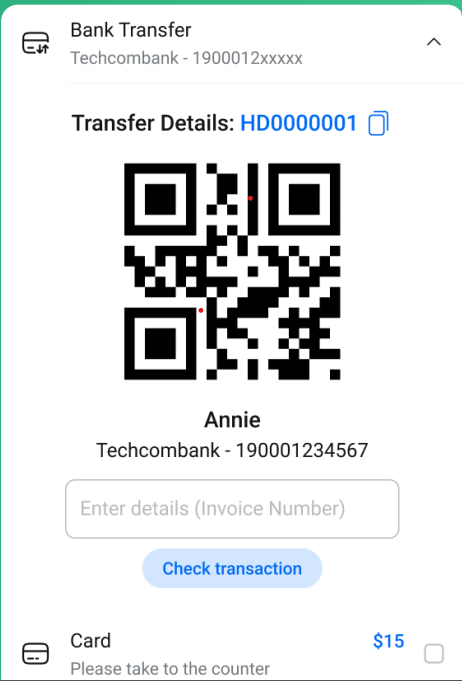 Bank Transfer
Techcombank - 1900012xxxxx
Transfer Details: HD0000001
Annie
Techcombank - 190001234567
Enter details (Invoice Number)
Check transaction
Card
$15
Please take to the counter